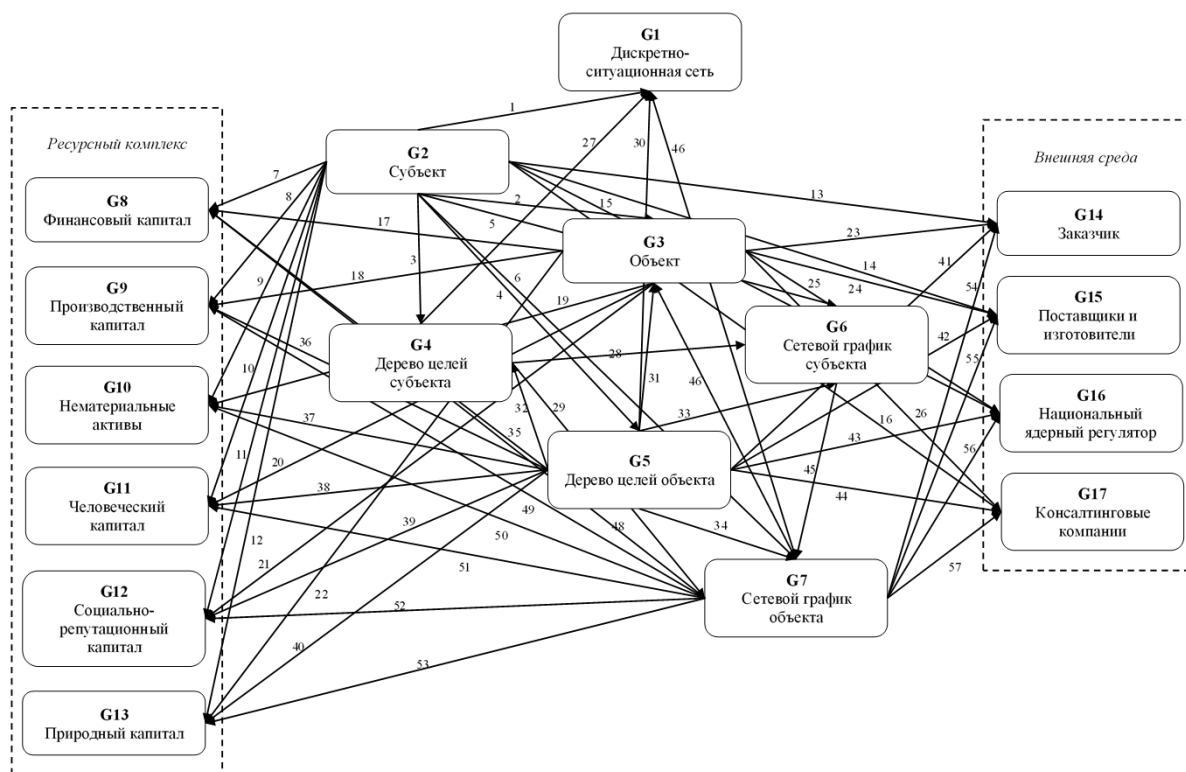 G1
Дискретно-
ситуационная сеть
Ресурсный комплекс
G8
Финансовый капитал
G9
Производственный
капитал
G10
Нематериальные
активы
G11
Человеческий
капитал
G12
Социально-
репутационный
капитал
G13
Природный капитал
G2
Субъект
G3
Объект
G4
Дерево целей
субъекта
G5
Дерево целей объекта
G6
Сетевой график
субъекта
G7
Сетевой график
объекта
Внешняя среда
G14
Заказчик
G15
Поставщики и
изготовители
G16
Национальный
ядерный регулятор
G17
Консалтинговые
компании
1
27
30
46
7
8
2
15
13
17
5
23
3
9
18
4
6
19
25
14
24
41
54
36
28
42
55
10
37
32
29
31
46
33
16
26
11
20
35
43
56
38
45
44
39
49
48
34
12
50
21
51
57
22
52
40
53